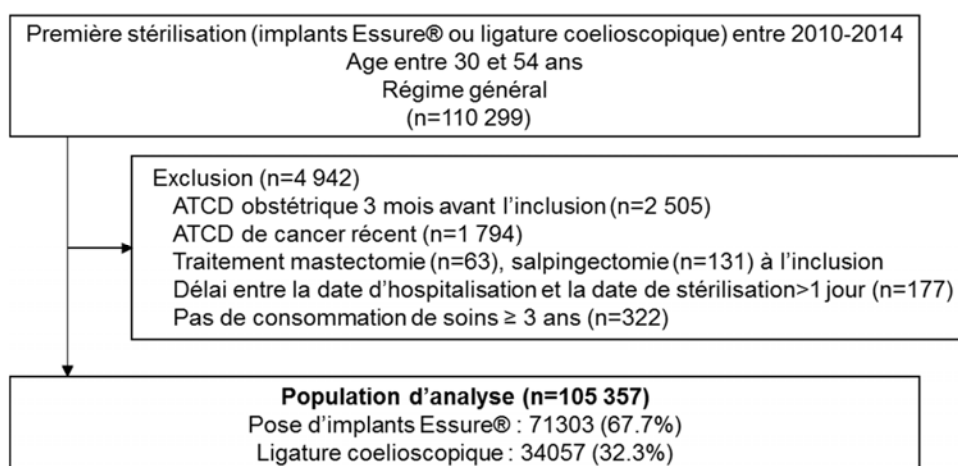 Première stérilisation (implants Essure® ou ligature coelioscopique) entre 2010-2014
Age entre 30 et 54 ans
Régime général
(n=110 299)
Exclusion (n=4 942)
ATCD obstétrique 3 mois avant l'inclusion (n=2 505)
ATCD de cancer récent (n=1 794)
Traitement mastectomie (n=63), salpingectomie (n=131) à l'inclusion
Délai entre la date d'hospitalisation et la date de stérilisation>1 jour (n=177)
Pas de consommation de soins ≥ 3 ans (n=322)
Population d'analyse (n=105 357)
Pose d'implants Essure® : 71303 (67.7%)
Ligature coelioscopique : 34057 (32.3%)